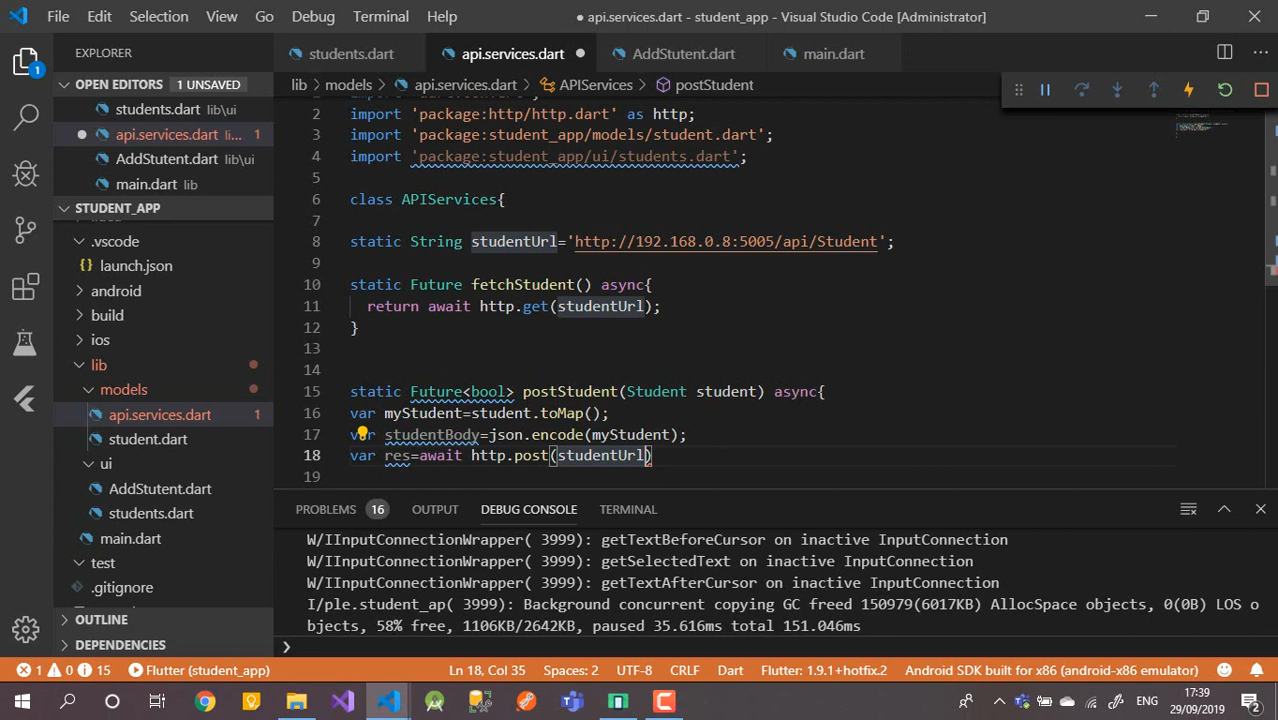 File Edit Selection View Go Debug Terminal Help ● api.services.dart - student_app - Visual Studio Code [Administrator]
EXPLORER
students.dart api.services.dart ● AddStutent.dart main.dart
OPEN EDITORS 1 UNSAVED
lib > models > api.services.dart > APIServices > postStudent
students.dart lib\ui
api.services.dart li... 1
AddStutent.dart lib\ui
main.dart lib
STUDENT_APP
.vscode
launch.json
android
build
ios
lib
models
api.services.dart 1
student.dart
ui
AddStutent.dart
students.dart
main.dart
test
.gitignore
OUTLINE
DEPENDENCIES
2 import 'package:http/http.dart' as http;
3 import 'package:student_app/models/student.dart';
4 import 'package:student_app/ui/students.dart';
5
6 class APIServices{
7
8 static String studentUrl='http://192.168.0.8:5005/api/Student';
9
10 static Future fetchStudent() async{
11 return await http.get(studentUrl);
12 }
13
14
15 static Future<bool> postStudent(Student student) async{
16 var myStudent=student.toMap();
17 var studentBody=json.encode(myStudent);
18 var res=await http.post(studentUrl)
19
PROBLEMS 16 OUTPUT DEBUG CONSOLE TERMINAL
W/IInputConnectionWrapper( 3999): getTextBeforeCursor on inactive InputConnection
W/IInputConnectionWrapper( 3999): getSelectedText on inactive InputConnection
W/IInputConnectionWrapper( 3999): getTextAfterCursor on inactive InputConnection
I/ple.student_ap( 3999): Background concurrent copying GC freed 150979(6017KB) AllocSpace objects, 0(0B) LOS o
bjects, 58% free, 1106KB/2642KB, paused 35.616ms total 151.046ms
1 0 15 Flutter (student_app) Ln 18, Col 35 Spaces: 2 UTF-8 CRLF Dart Flutter: 1.9.1+hotfix.2 Android SDK built for x86 (android-x86 emulator)
ENG 17:39
29/09/2019 2